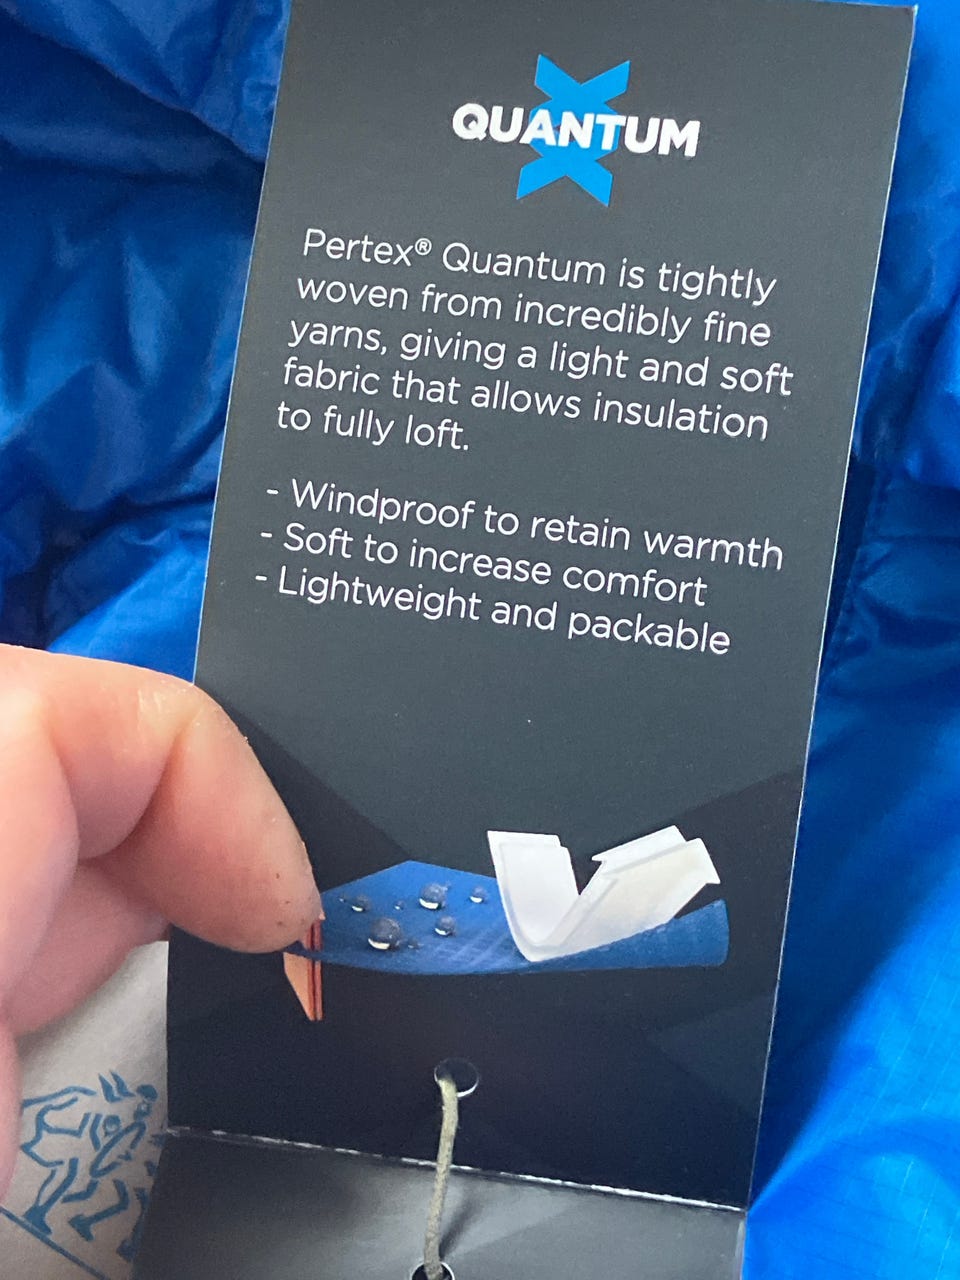 QUANTUM
Pertex® Quantum is tightly
woven from incredibly fine
yarns, giving a light and soft
fabric that allows insulation
to fully loft.
- Windproof to retain warmth
- Soft to increase comfort
- Lightweight and packable